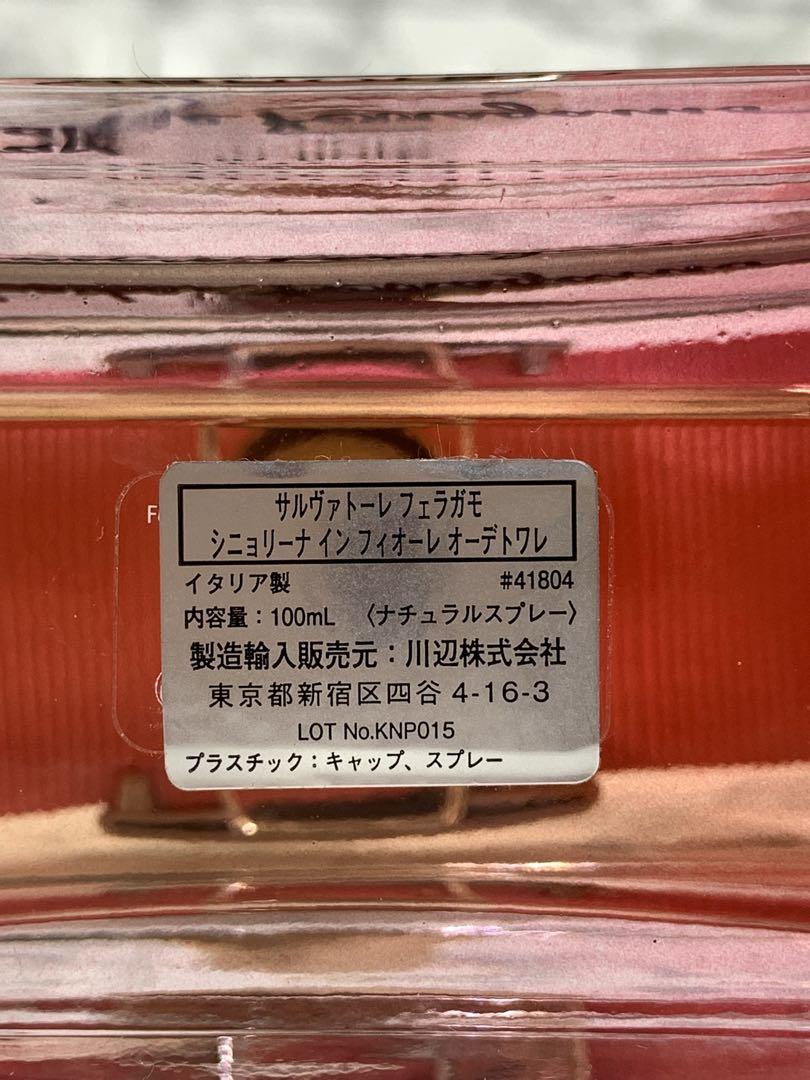 サルヴァトーレ フェラガモ
シニョリーナ イン フィオーレ オーデトワレ
イタリア製 #41804
内容量：100mL 〈ナチュラルスプレー〉
製造輸入販売元：川辺株式会社
東京都新宿区四谷 4-16-3
LOT No.KNP015
プラスチック：キャップ、スプレー